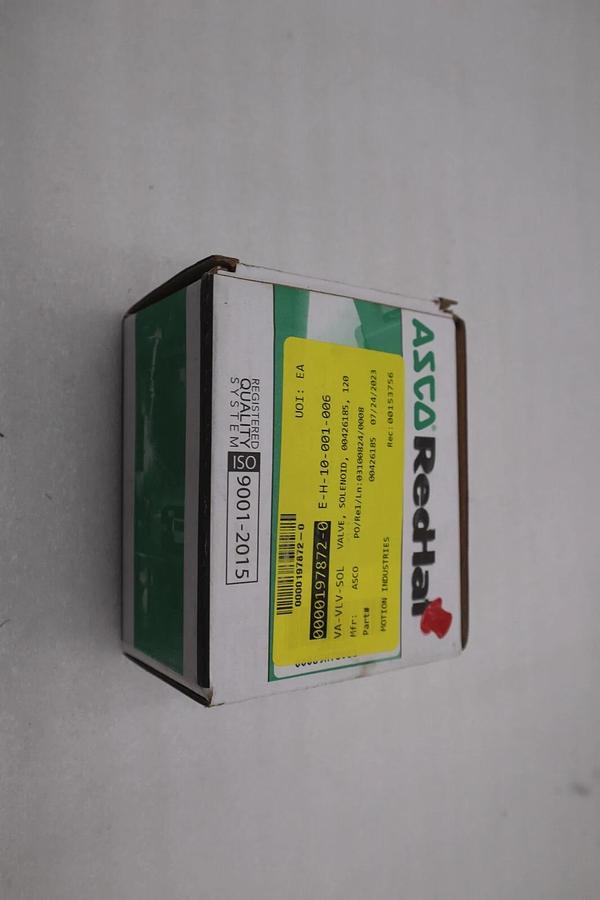 ASCO® RedHat
UOI: EA
0000197872-0
0000197872-0 E-H-10-001-006
VA-VLV-SOL VALVE, SOLENOID, 00426185, 120
Mfr: ASCO PO/Rel/Ln:03100824/0008
Part# 00426185 07/24/2023
MOTION INDUSTRIES Rec: 00153756
REGISTERED
QUALITY
SYSTEM
ISO 9001-2015